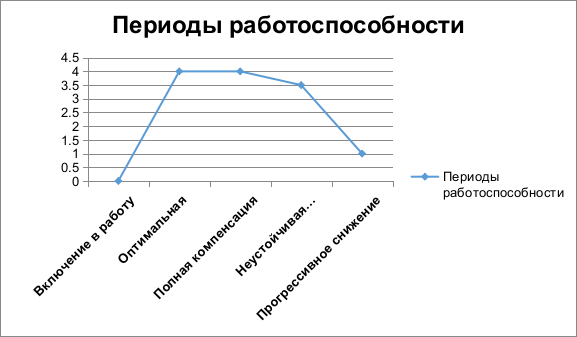 Периоды работоспособности
4.5
4
3.5
3
2.5
2
1.5
1
0.5
0
Включение в работу
Оптимальная
Полная компенсация
Неустойчивая...
Прогрессивное снижение
Периоды
работоспособности